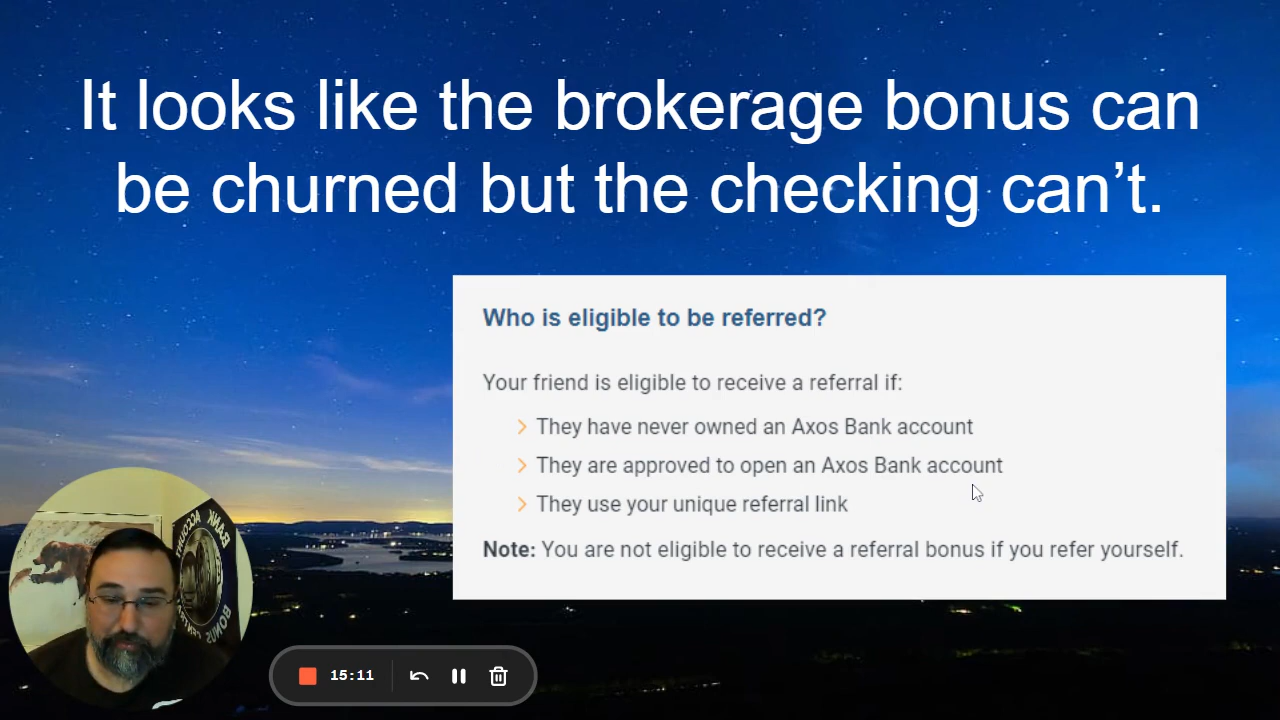 It looks like the brokerage bonus can
be churned but the checking can’t.
Who is eligible to be referred?
Your friend is eligible to receive a referral if:
They have never owned an Axos Bank account
They are approved to open an Axos Bank account
They use your unique referral link
Note: You are not eligible to receive a referral bonus if you refer yourself.
BANK
ACCOUNT
BONUS
15:11